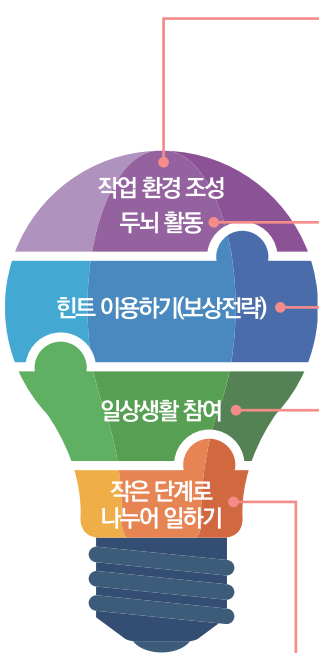 작업 환경 조성
두뇌 활동
힌트 이용하기(보상전략)
일상생활 참여
작은 단계로
나누어 일하기